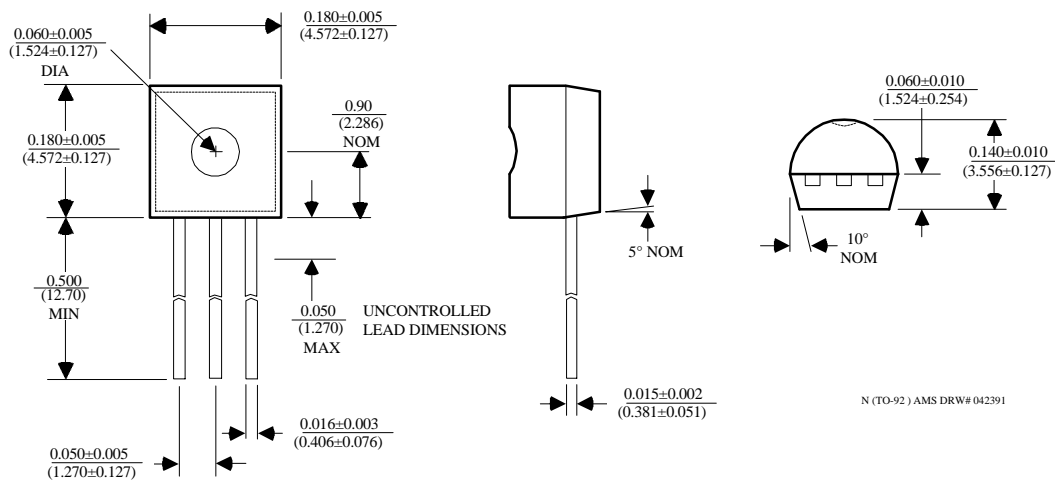 0.180±0.005
(4.572±0.127)
0.060±0.005
(1.524±0.127)
DIA
0.180±0.005
(4.572±0.127)
0.90
(2.286)
NOM
0.500
(12.70)
MIN
0.050
(1.270)
MAX
UNCONTROLLED
LEAD DIMENSIONS
0.016±0.003
(0.406±0.076)
0.050±0.005
(1.270±0.127)
5° NOM
0.015±0.002
(0.381±0.051)
0.060±0.010
(1.524±0.254)
0.140±0.010
(3.556±0.127)
10°
NOM
N (TO-92 ) AMS DRW# 042391